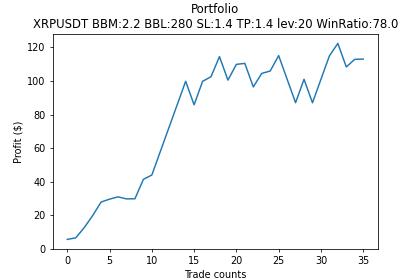 Portfolio
XRPUSDT BBM:2.2 BBL:280 SL:1.4 TP:1.4 lev:20 WinRatio:78.0
120
100
80
60
40
20
0
Profit ($)
0 5 10 15 20 25 30 35
Trade counts